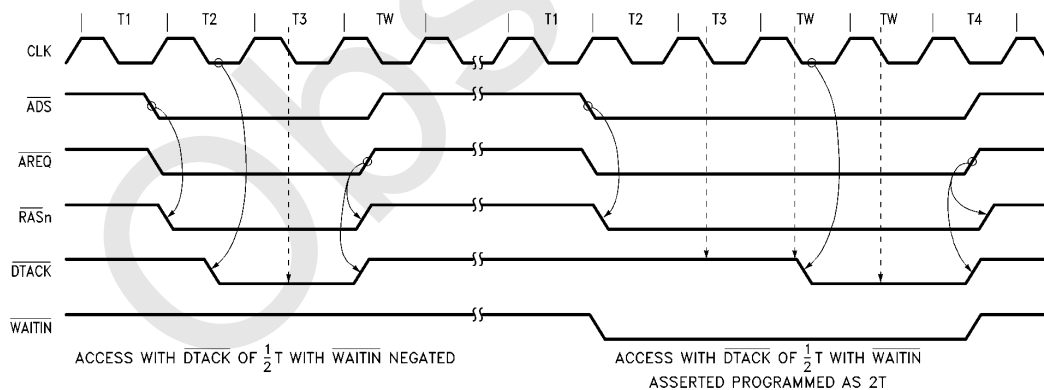 T1 T2 T3 TW T1 T2 T3 TW TW T4
CLK
ADS
AREQ
RASn
DTACK
WAITIN
ACCESS WITH DTACK OF 1/2T WITH WAITIN NEGATED
ACCESS WITH DTACK OF 1/2T WITH WAITIN
ASSERTED PROGRAMMED AS 2T
Obs